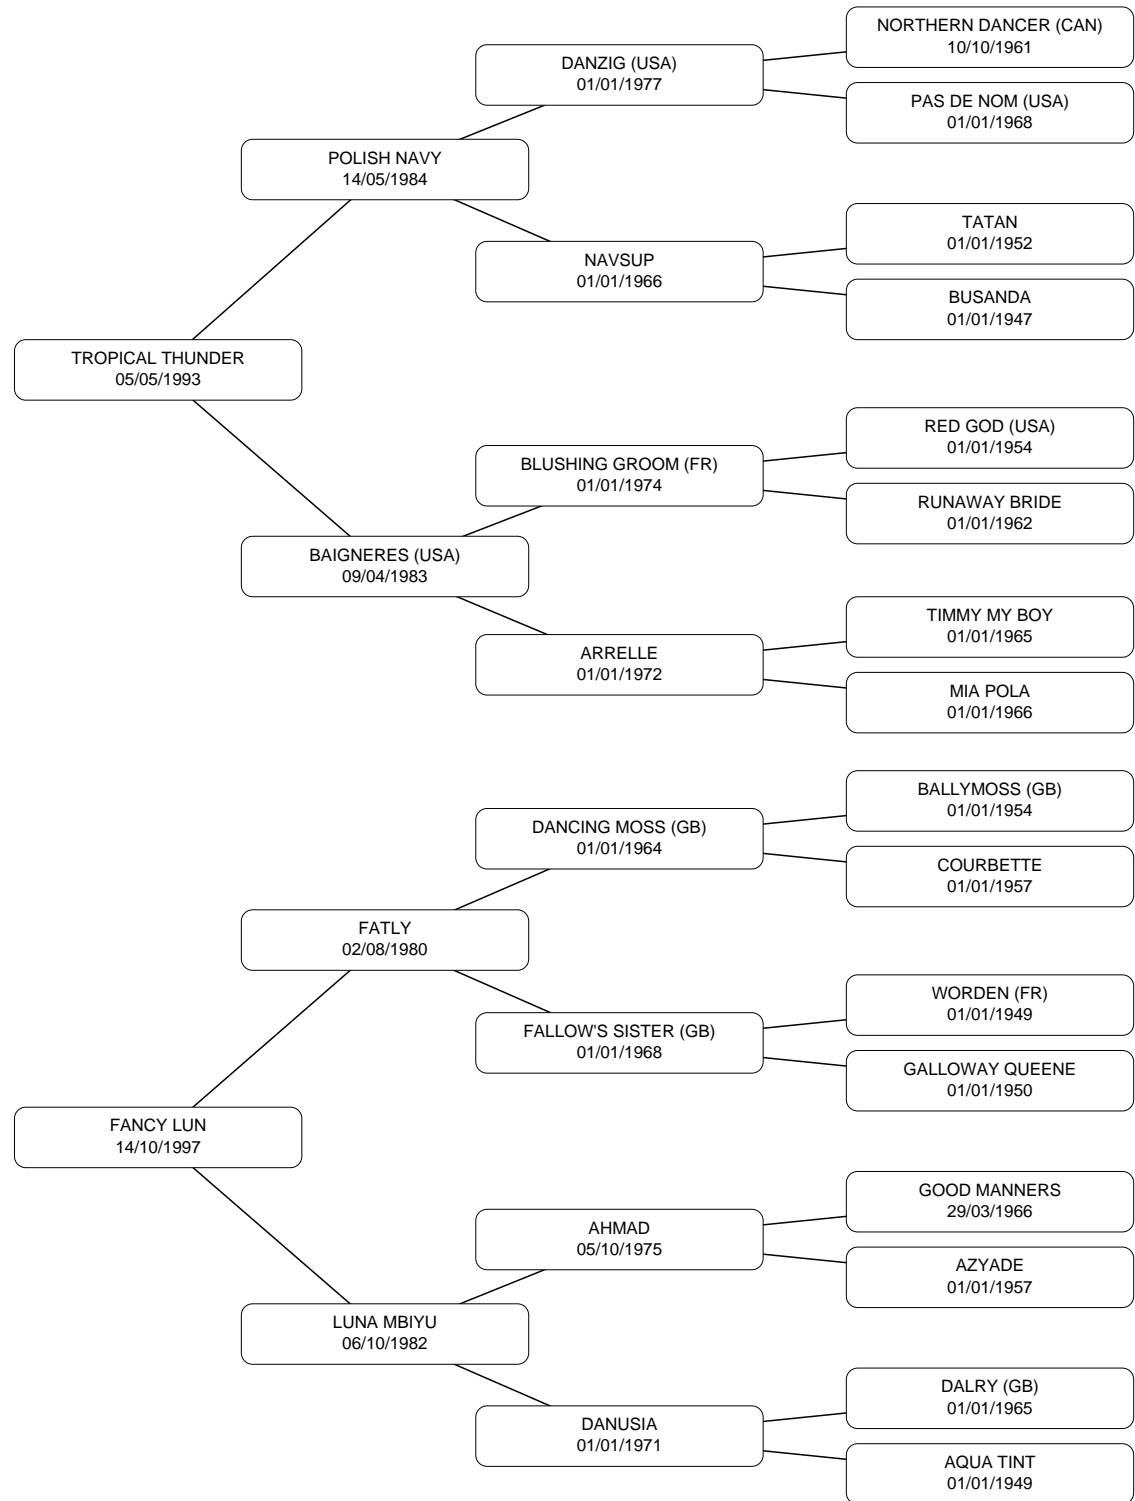 NORTHERN DANCER (CAN)
10/10/1961
DANZIG (USA)
01/01/1977
PAS DE NOM (USA)
01/01/1968
POLISH NAVY
14/05/1984
TATAN
01/01/1952
NAVSUP
01/01/1966
BUSANDA
01/01/1947
TROPICAL THUNDER
05/05/1993
RED GOD (USA)
01/01/1954
BLUSHING GROOM (FR)
01/01/1974
RUNAWAY BRIDE
01/01/1962
BAIGNERES (USA)
09/04/1983
TIMMY MY BOY
01/01/1965
ARRELLE
01/01/1972
MIA POLA
01/01/1966
BALLYMOSS (GB)
01/01/1954
DANCING MOSS (GB)
01/01/1964
COURBETTE
01/01/1957
FATLY
02/08/1980
WORDEN (FR)
01/01/1949
FALLOW'S SISTER (GB)
01/01/1968
GALLOWAY QUEENE
01/01/1950
FANCY LUN
14/10/1997
GOOD MANNERS
29/03/1966
AHMAD
05/10/1975
AZYADE
01/01/1957
LUNA MBIYU
06/10/1982
DALRY (GB)
01/01/1965
DANUSIA
01/01/1971
AQUA TINT
01/01/1949